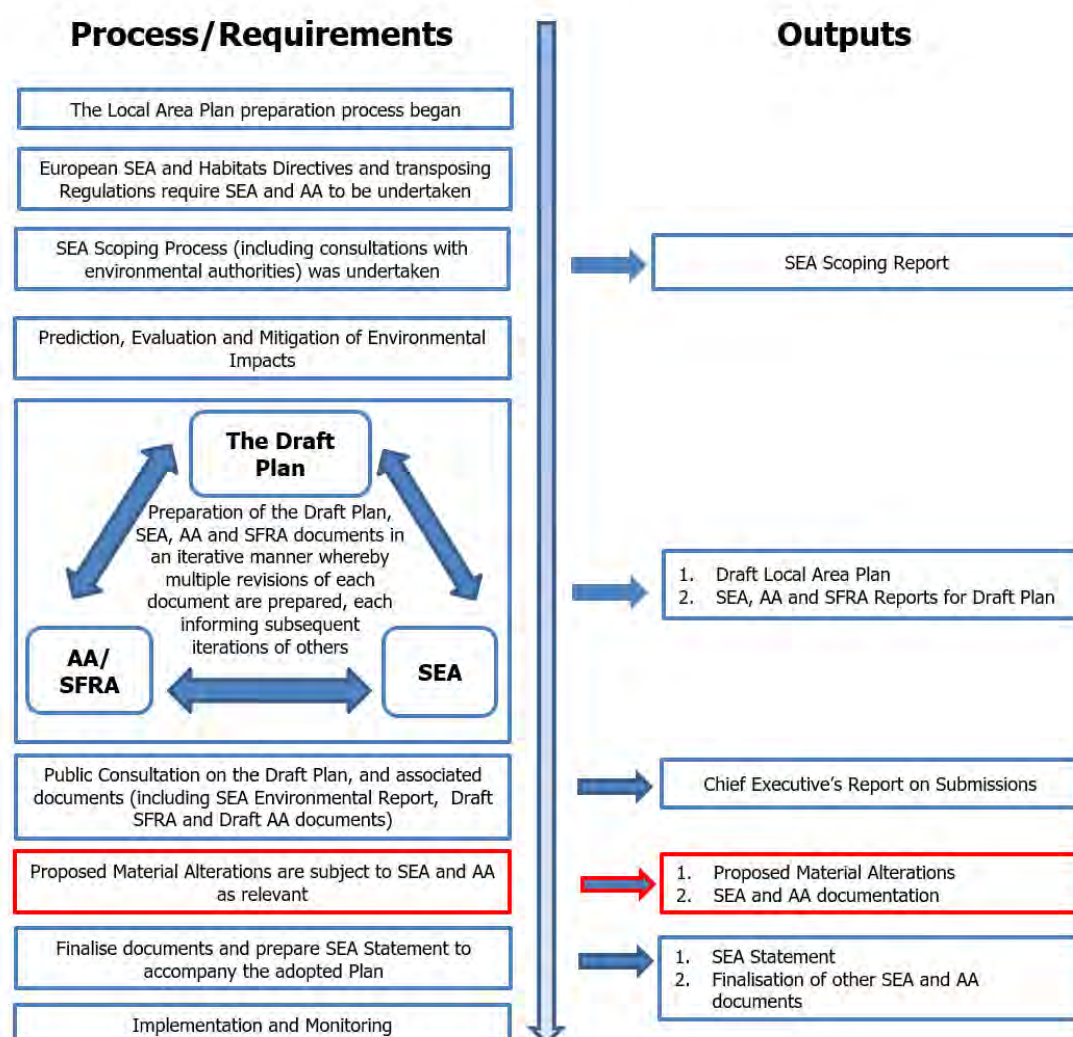 Process/Requirements
Outputs
The Local Area Plan preparation process began
European SEA and Habitats Directives and transposing
Regulations require SEA and AA to be undertaken
SEA Scoping Process (including consultations with
environmental authorities) was undertaken
SEA Scoping Report
Prediction, Evaluation and Mitigation of Environmental
Impacts
The Draft
Plan
Preparation of the Draft Plan,
SEA, AA and SFRA documents in
an iterative manner whereby
multiple revisions of each
document are prepared, each
informing subsequent
iterations of others
AA/
SFRA
SEA
1. Draft Local Area Plan
2. SEA, AA and SFRA Reports for Draft Plan
Public Consultation on the Draft Plan, and associated
documents (including SEA Environmental Report, Draft
SFRA and Draft AA documents)
Chief Executive’s Report on Submissions
Proposed Material Alterations are subject to SEA and AA
as relevant
1. Proposed Material Alterations
2. SEA and AA documentation
Finalise documents and prepare SEA Statement to
accompany the adopted Plan
1. SEA Statement
2. Finalisation of other SEA and AA
documents
Implementation and Monitoring